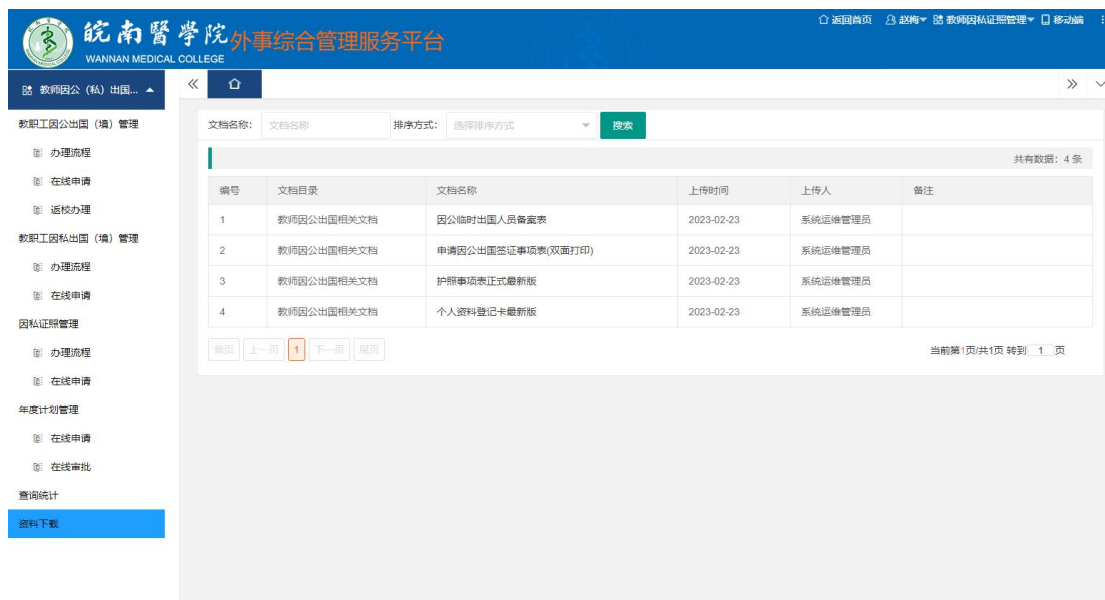 皖南醫學院外事综合管理服务平台
WANNAN MEDICAL COLLEGE
返回首页 赵梅 教师因私证照管理 移动端
教师因公（私）出国...
教职工因公出国（境）管理
办理流程
在线申请
返校办理
教职工因私出国（境）管理
办理流程
在线申请
因私证照管理
办理流程
在线申请
年度计划管理
在线申请
在线审批
查询统计
资料下载
文档名称： 文档名称 排序方式： 选择排序方式 搜索
共有数据：4 条
编号 文档目录 文档名称 上传时间 上传人 备注
1 教师因公出国相关文档 因公临时出国人员备案表 2023-02-23 系统运维管理员
2 教师因公出国相关文档 申请因公出国签证事项表(双面打印) 2023-02-23 系统运维管理员
3 教师因公出国相关文档 护照事项表正式最新版 2023-02-23 系统运维管理员
4 教师因公出国相关文档 个人资料登记卡最新版 2023-02-23 系统运维管理员
首页 上一页 1 下一页 尾页 当前第1页/共1页 转到 1 页